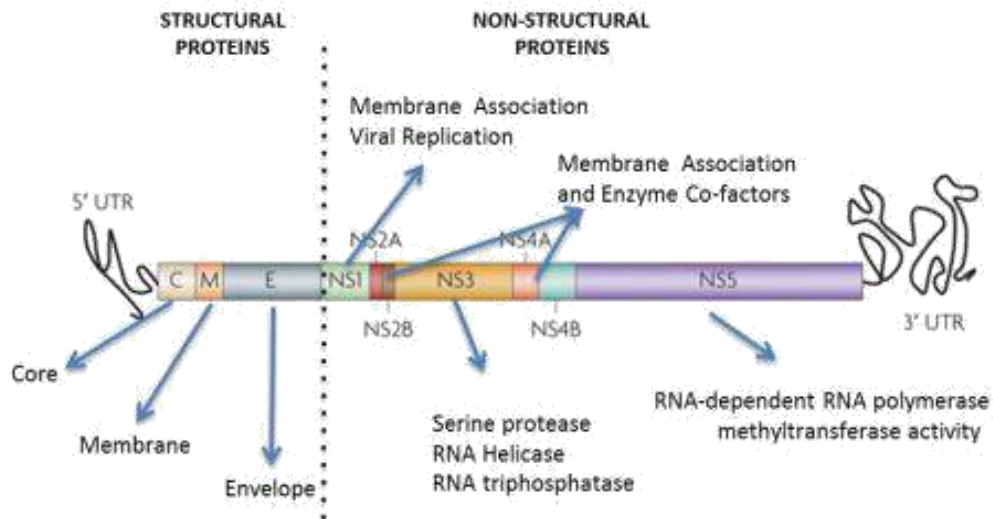 STRUCTURAL
PROTEINS
NON-STRUCTURAL
PROTEINS
Membrane Association
Viral Replication
Membrane Association
and Enzyme Co-factors
5' UTR
NS2A
NS4A
C
M
E
NS1
NS3
NS5
NS2B
NS4B
3' UTR
Core
Membrane
Envelope
Serine protease
RNA Helicase
RNA triphosphatase
RNA-dependent RNA polymerase
methyltransferase activity